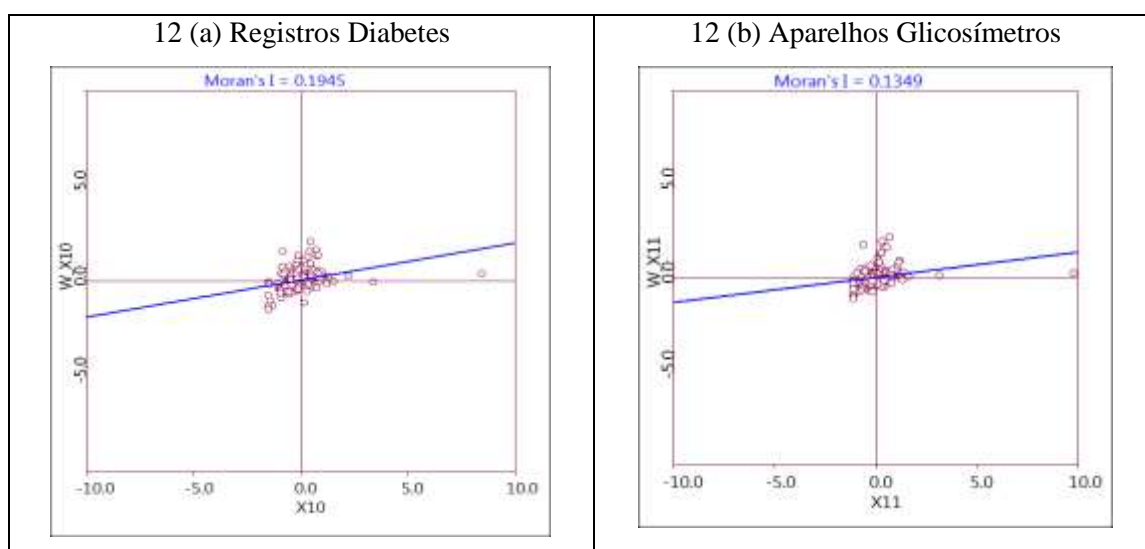 12 (a) Registros Diabetes
Moran's I = 0.1945
5.0
W_X10
0.0
-5.0
-10.0 -5.0 0.0 5.0 10.0
X10
12 (b) Aparelhos Glicosímetros
Moran's I = 0.1349
5.0
W_X11
0.0
-5.0
-10.0 -5.0 0.0 5.0 10.0
X11